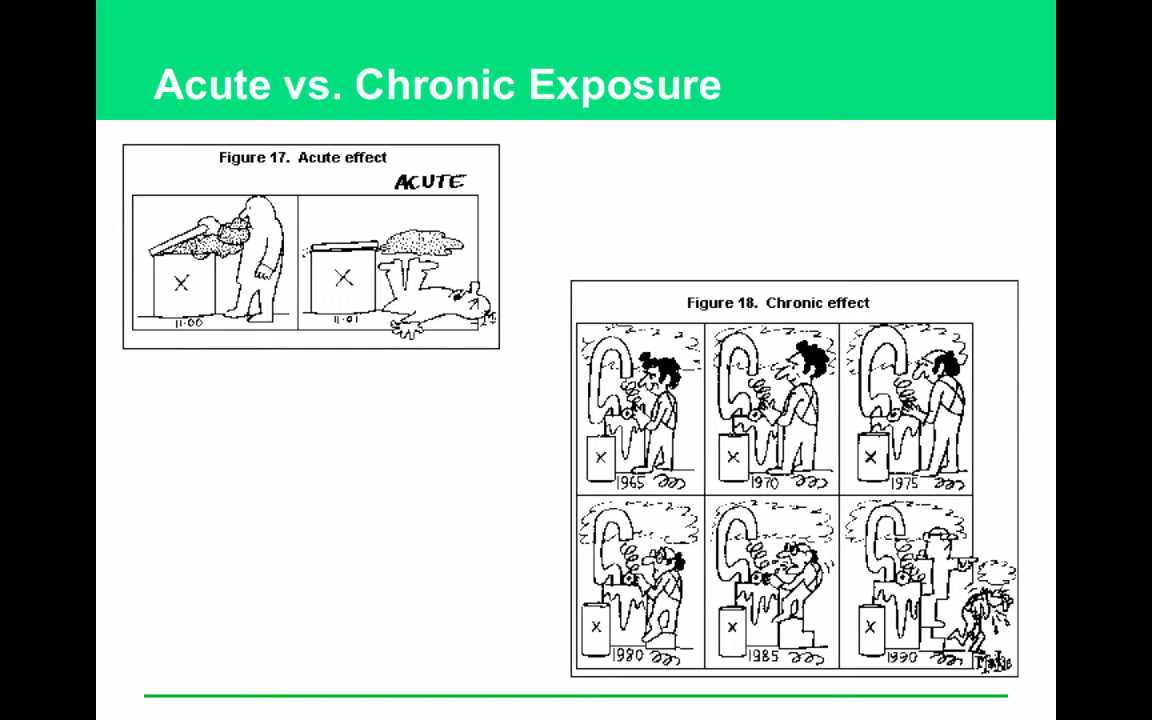 Acute vs. Chronic Exposure
Figure 17. Acute effect
ACUTE
X
X
11.00
11.01
Figure 18. Chronic effect
X
X
X
1965
1970
1975
X
X
X
1980
1985
1990